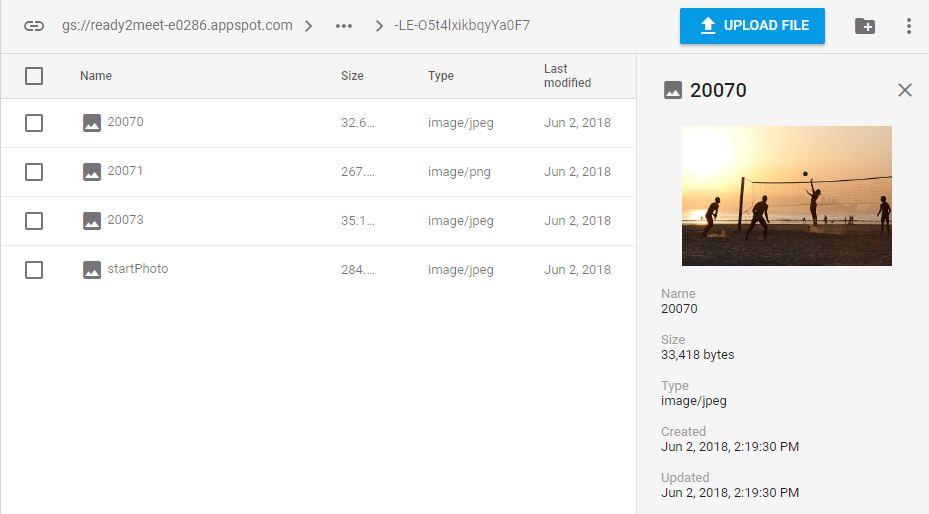 gs://ready2meet-e0286.appspot.com > ••• > -LE-O5t4lxikbqyYa0F7
UPLOAD FILE
Name Size Type Last modified
20070 32.6... image/jpeg Jun 2, 2018
20071 267.... image/png Jun 2, 2018
20073 35.1... image/jpeg Jun 2, 2018
startPhoto 284.... image/jpeg Jun 2, 2018
20070
Name
20070
Size
33,418 bytes
Type
image/jpeg
Created
Jun 2, 2018, 2:19:30 PM
Updated
Jun 2, 2018, 2:19:30 PM